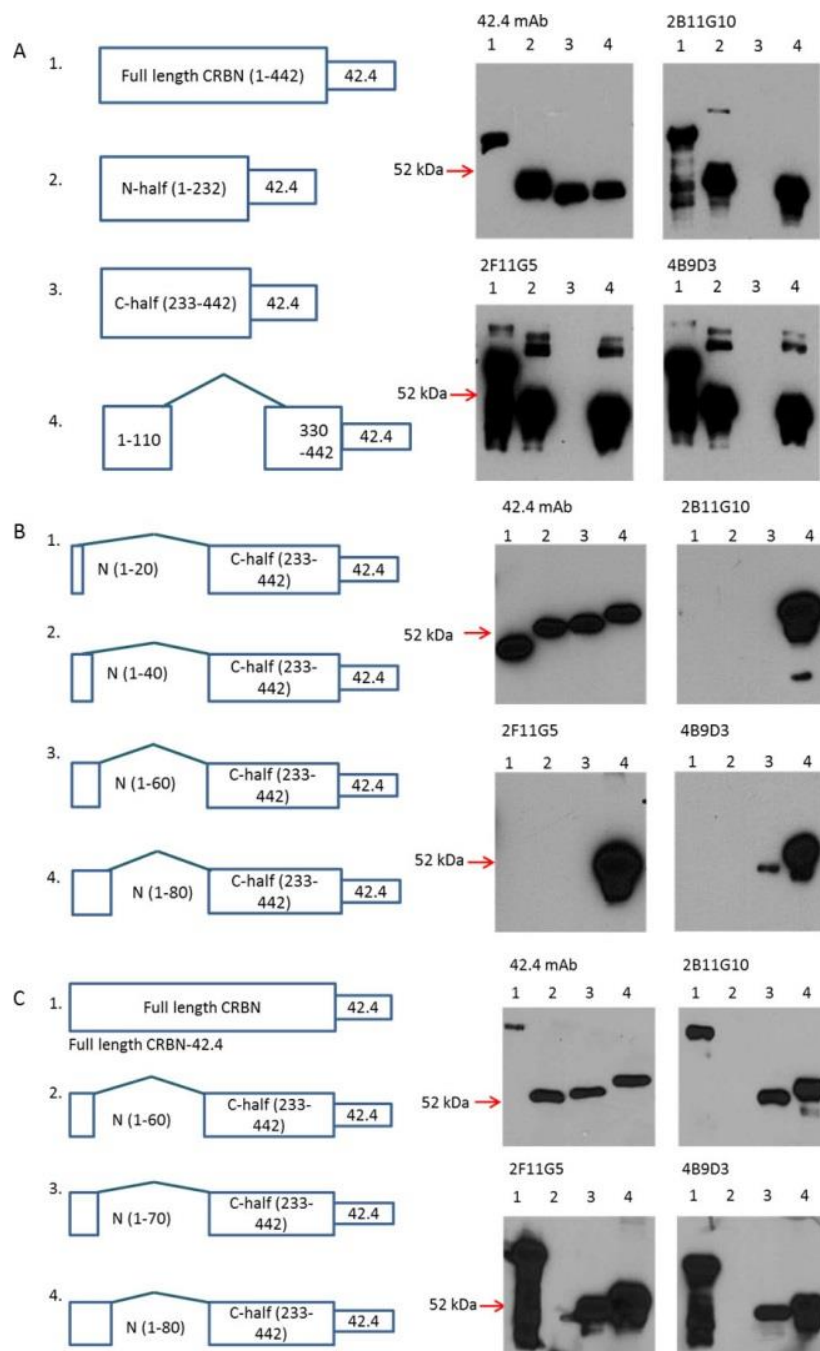 A
1.
Full length CRBN (1-442)
42.4
2.
N-half (1-232)
42.4
3.
C-half (233-442)
42.4
4.
1-110
330
-442
42.4
42.4 mAb
1 2 3 4
2B11G10
1 2 3 4
52 kDa
2F11G5
1 2 3 4
4B9D3
1 2 3 4
52 kDa
B
1.
N (1-20)
C-half (233-
442)
42.4
2.
N (1-40)
C-half (233-
442)
42.4
3.
N (1-60)
C-half (233-
442)
42.4
4.
N (1-80)
C-half (233-
442)
42.4
42.4 mAb
1 2 3 4
2B11G10
1 2 3 4
52 kDa
2F11G5
1 2 3 4
4B9D3
1 2 3 4
52 kDa
C
1.
Full length CRBN
42.4
Full length CRBN-42.4
2.
N (1-60)
C-half (233-
442)
42.4
3.
N (1-70)
C-half (233-
442)
42.4
4.
N (1-80)
C-half (233-
442)
42.4
42.4 mAb
1 2 3 4
2B11G10
1 2 3 4
52 kDa
2F11G5
1 2 3 4
4B9D3
1 2 3 4
52 kDa